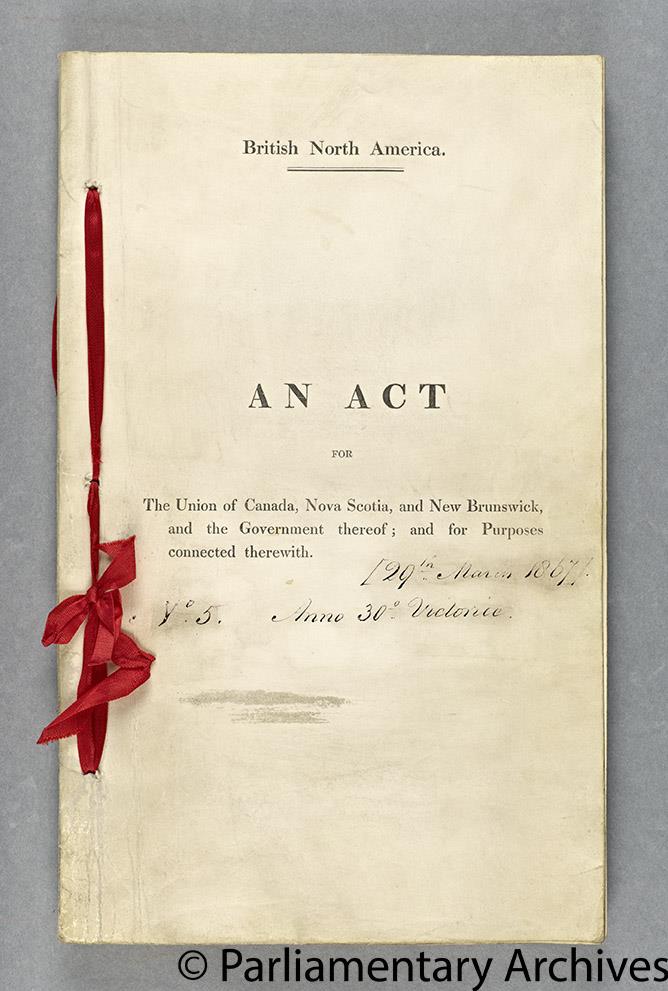 British North America.
AN ACT
FOR
The Union of Canada, Nova Scotia, and New Brunswick,
and the Government thereof; and for Purposes
connected therewith.
[29th March 1867].
No. 5. Anno 30o. Victoriæ.
© Parliamentary Archives